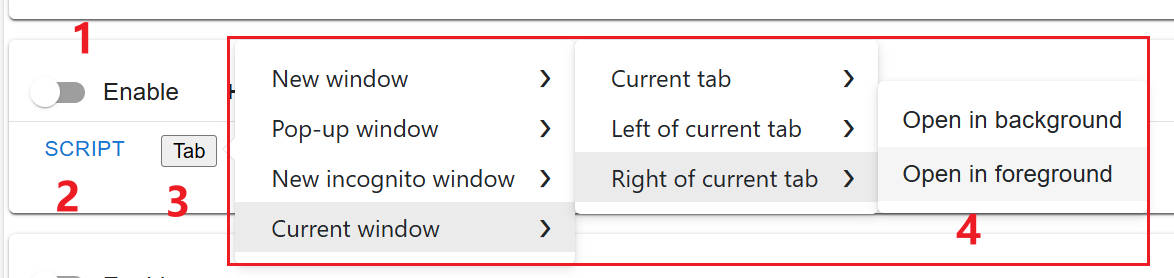 1
Enable
SCRIPT
Tab
2
3
New window
Pop-up window
New incognito window
Current window
Current tab
Left of current tab
Right of current tab
Open in background
Open in foreground
4